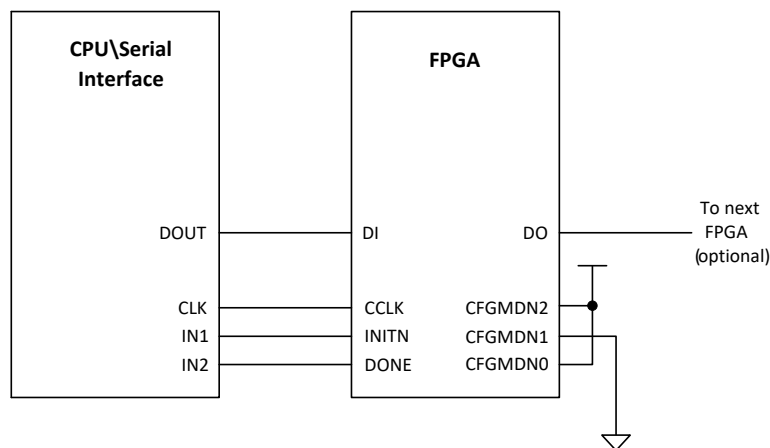 CPU\Serial
Interface
FPGA
DOUT
DI
DO
To next
FPGA
(optional)
CLK
CCLK
CFGMDN2
IN1
INITN
CFGMDN1
IN2
DONE
CFGMDN0